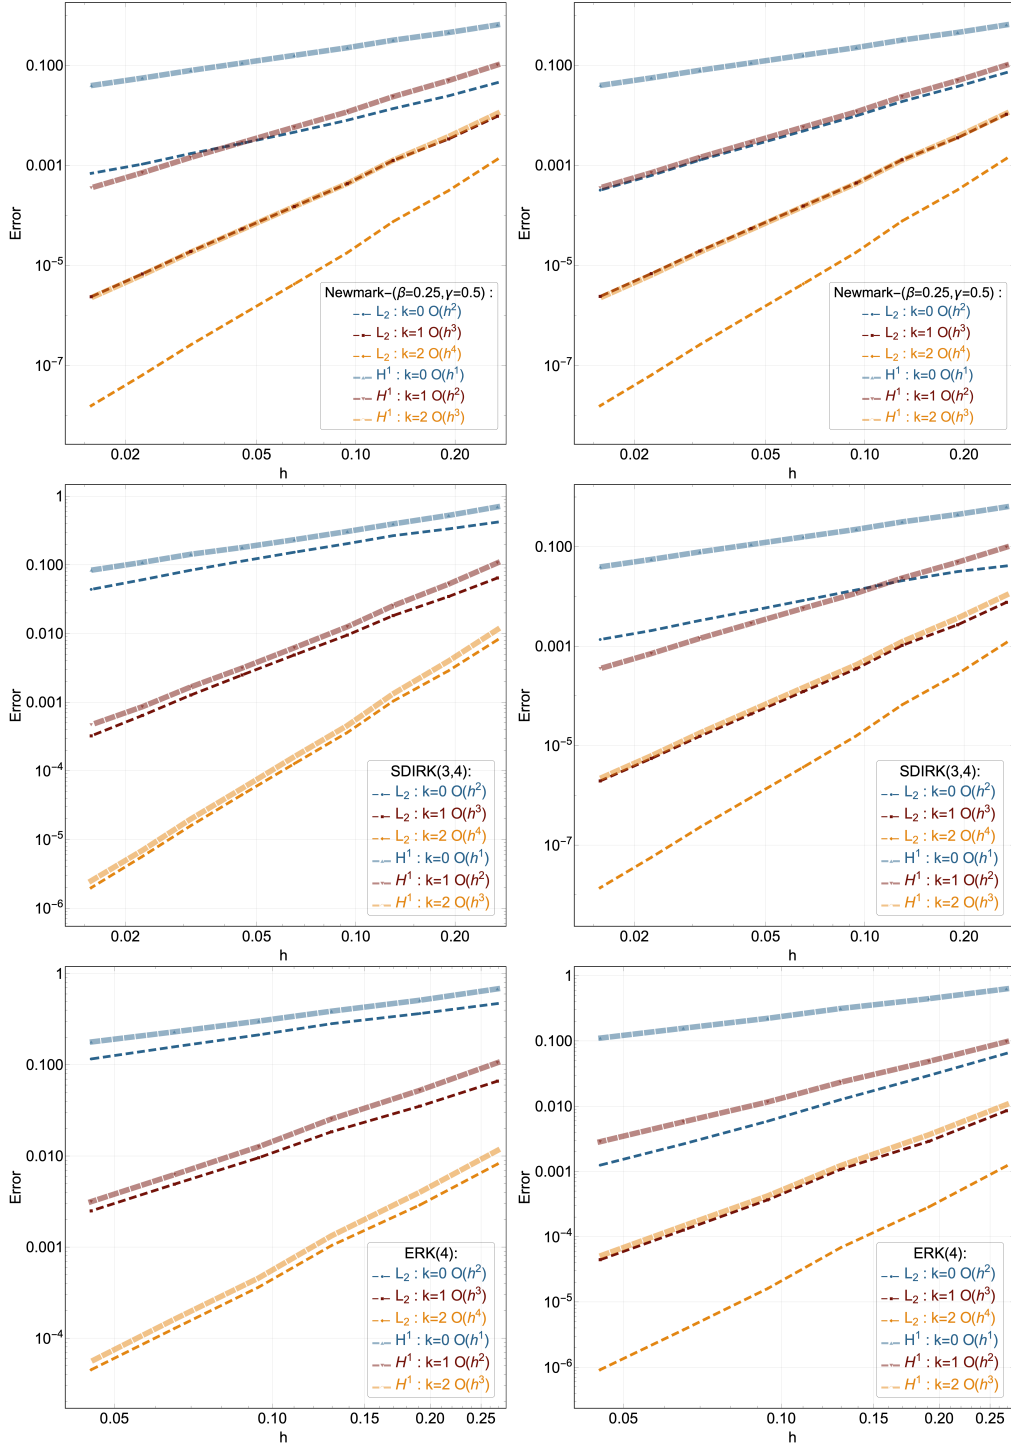 0.100
0.001
10⁻⁵
10⁻⁷
Error
Newmark–(β=0.25,γ=0.5) :
L₂ : k=0 O(h²)
L₂ : k=1 O(h³)
L₂ : k=2 O(h⁴)
H¹ : k=0 O(h¹)
H¹ : k=1 O(h²)
H¹ : k=2 O(h³)
0.02 0.05 0.10 0.20
h
0.100
0.001
10⁻⁵
10⁻⁷
Error
Newmark–(β=0.25,γ=0.5) :
L₂ : k=0 O(h²)
L₂ : k=1 O(h³)
L₂ : k=2 O(h⁴)
H¹ : k=0 O(h¹)
H¹ : k=1 O(h²)
H¹ : k=2 O(h³)
0.02 0.05 0.10 0.20
h
1
0.100
0.010
0.001
10⁻⁴
10⁻⁵
10⁻⁶
Error
SDIRK(3,4):
L₂ : k=0 O(h²)
L₂ : k=1 O(h³)
L₂ : k=2 O(h⁴)
H¹ : k=0 O(h¹)
H¹ : k=1 O(h²)
H¹ : k=2 O(h³)
0.02 0.05 0.10 0.20
h
0.100
0.001
10⁻⁵
10⁻⁷
Error
SDIRK(3,4):
L₂ : k=0 O(h²)
L₂ : k=1 O(h³)
L₂ : k=2 O(h⁴)
H¹ : k=0 O(h¹)
H¹ : k=1 O(h²)
H¹ : k=2 O(h³)
0.02 0.05 0.10 0.20
h
1
0.100
0.010
0.001
10⁻⁴
Error
ERK(4):
L₂ : k=0 O(h²)
L₂ : k=1 O(h³)
L₂ : k=2 O(h⁴)
H¹ : k=0 O(h¹)
H¹ : k=1 O(h²)
H¹ : k=2 O(h³)
0.05 0.10 0.15 0.20 0.25
h
1
0.100
0.010
0.001
10⁻⁴
10⁻⁵
10⁻⁶
Error
ERK(4):
L₂ : k=0 O(h²)
L₂ : k=1 O(h³)
L₂ : k=2 O(h⁴)
H¹ : k=0 O(h¹)
H¹ : k=1 O(h²)
H¹ : k=2 O(h³)
0.05 0.10 0.15 0.20 0.25
h